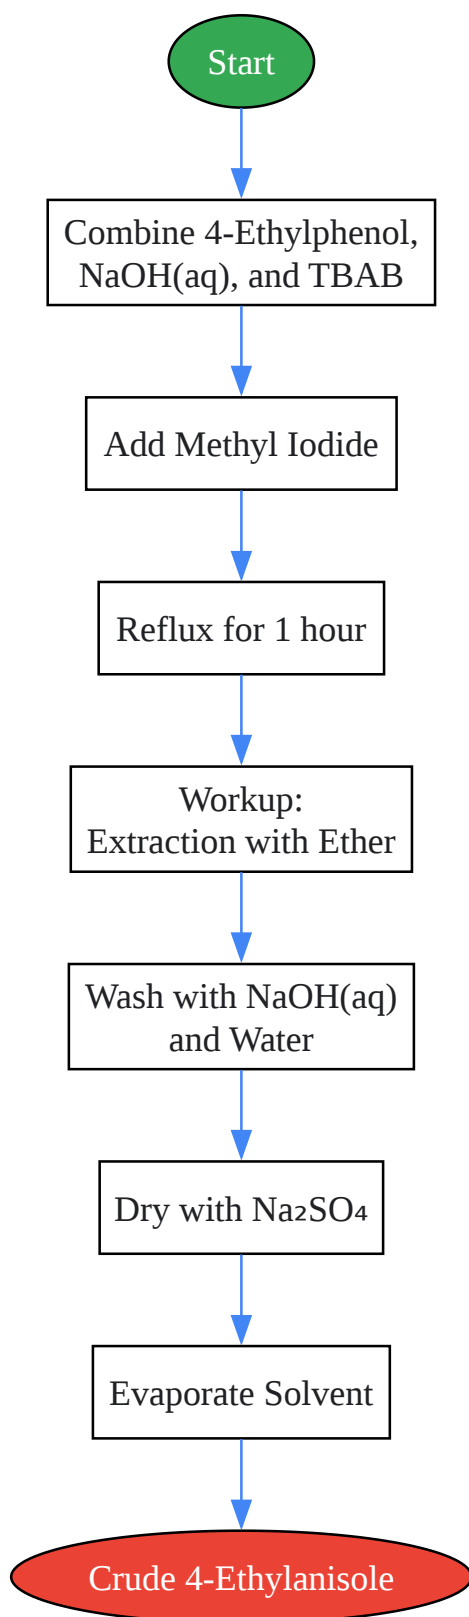 Start
Combine 4-Ethylphenol,
NaOH(aq), and TBAB
Add Methyl Iodide
Reflux for 1 hour
Workup:
Extraction with Ether
Wash with NaOH(aq)
and Water
Dry with Na₂SO₄
Evaporate Solvent
Crude 4-Ethylanisole